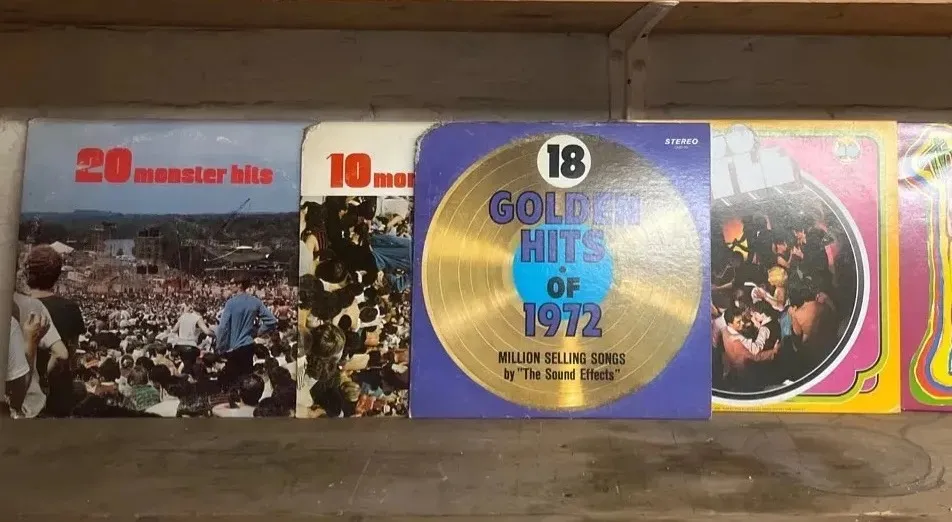 20 monster hits
10 mon
STEREO
18
GOLDEN
HITS
OF
1972
MILLION SELLING SONGS
by "The Sound Effects"